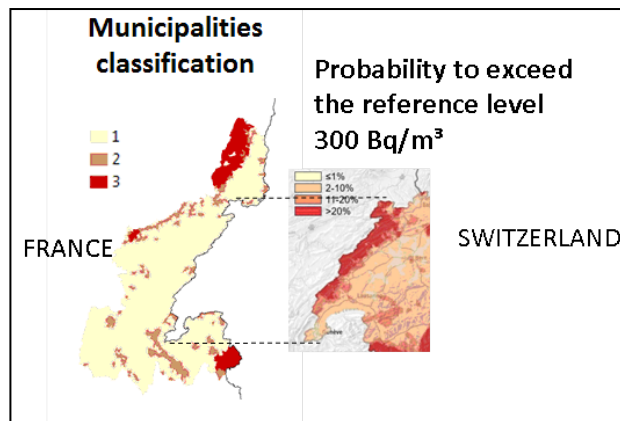 Municipalities
classification
1
2
3
FRANCE
Probability to exceed
the reference level
300 Bq/m³
≤1%
2-10%
11-20%
>20%
SWITZERLAND